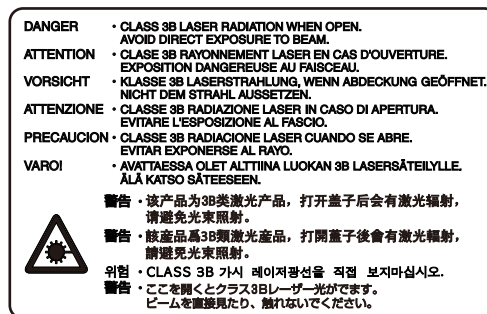 DANGER · CLASS 3B LASER RADIATION WHEN OPEN.
AVOID DIRECT EXPOSURE TO BEAM.
ATTENTION · CLASE 3B RAYONNEMENT LASER EN CAS D'OUVERTURE.
EXPOSITION DANGEREUSE AU FAISCEAU.
VORSICHT · KLASSE 3B LASERSTRAHLUNG, WENN ABDECKUNG GEÖFFNET.
NICHT DEM STRAHL AUSSETZEN.
ATTENZIONE · CLASSE 3B RADIAZIONE LASER IN CASO DI APERTURA.
EVITARE L'ESPOSIZIONE AL FASCIO.
PRECAUCION · CLASSE 3B RADIACIONE LASER CUANDO SE ABRE.
EVITAR EXPONERSE AL RAYO.
VARO! · AVATTAESSA OLET ALTTIINA LUOKAN 3B LASERSÄTEILYLLE.
ÄLÄ KATSO SÄTEESEEN.
警告 · 该产品为3B类激光产品，打开盖子后会有激光辐射，
请避免光束照射。
警告 · 該産品爲3B類激光産品，打開蓋子後會有激光輻射，
請避免光束照射。
위험 · CLASS 3B 가시 레이저광선을 직접 보지마십시오.
警告 · ここを開くとクラス3Bレーザー光がでます。
ビームを直接見たり、触れないでください。